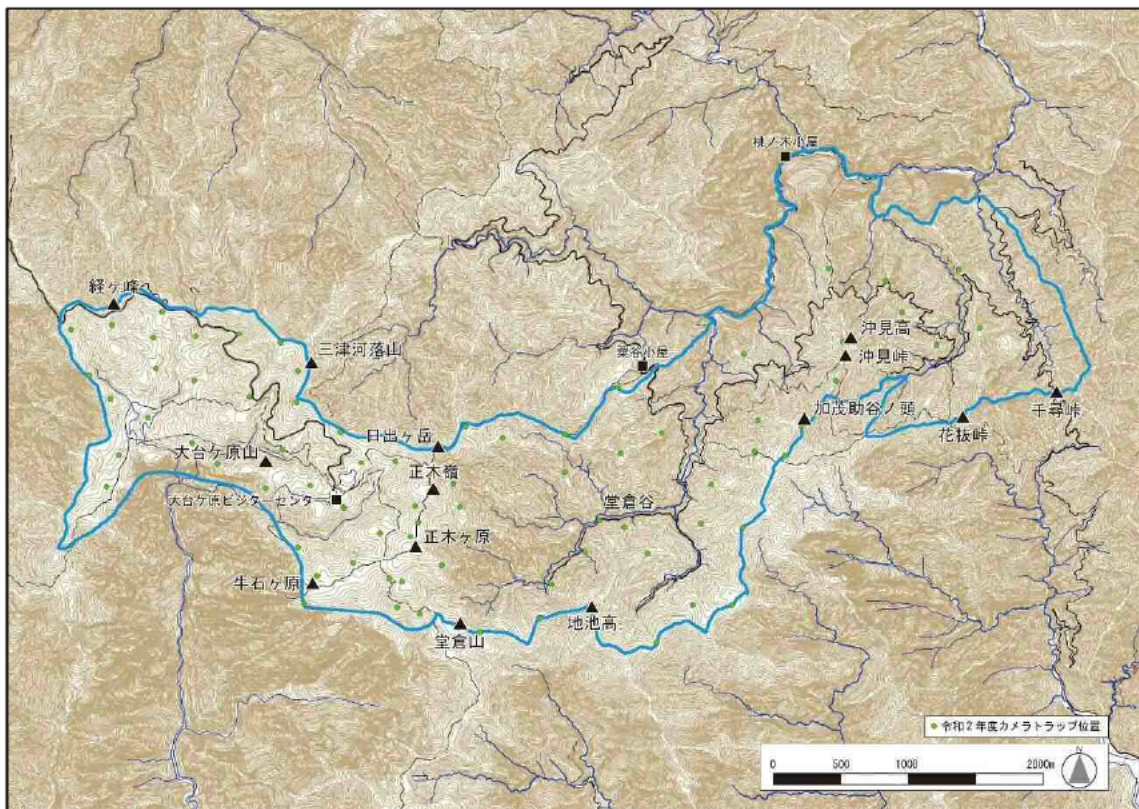 桃ノ木小屋
経ヶ峰
三津河落山
粟谷小屋
沖見高
沖見峠
加茂助谷ノ頭
千尋峠
花抜峠
日出ヶ岳
大台ケ原山
正木嶺
大台ケ原ビジターセンター
堂倉谷
正木ヶ原
牛石ヶ原
堂倉山
地池高
令和2年度カメラトラップ位置
0 500 1000 2000m
N